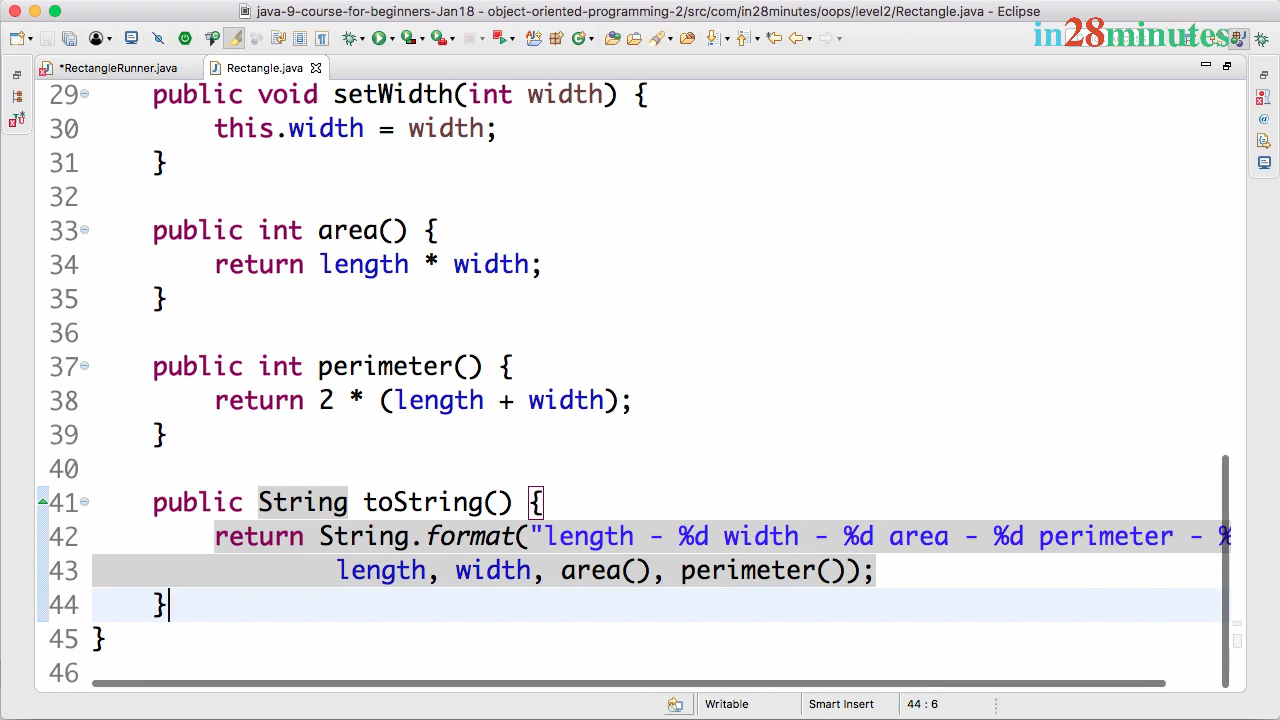 java-9-course-for-beginners-Jan18 - object-oriented-programming-2/src/com/in28minutes/oops/level2/Rectangle.java - Eclipse
in28minutes
*RectangleRunner.java Rectangle.java
29 public void setWidth(int width) {
30 this.width = width;
31 }
32
33 public int area() {
34 return length * width;
35 }
36
37 public int perimeter() {
38 return 2 * (length + width);
39 }
40
41 public String toString() {
42 return String.format("length - %d width - %d area - %d perimeter - %
43 length, width, area(), perimeter());
44 }
45 }
46
Writable Smart Insert 44 : 6